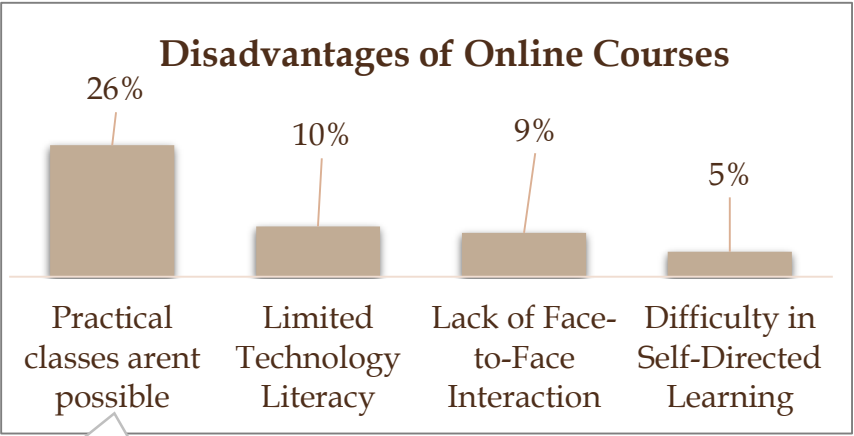 Disadvantages of Online Courses
26%
10%
9%
5%
Practical
classes arent
possible
Limited
Technology
Literacy
Lack of Face-
to-Face
Interaction
Difficulty in
Self-Directed
Learning